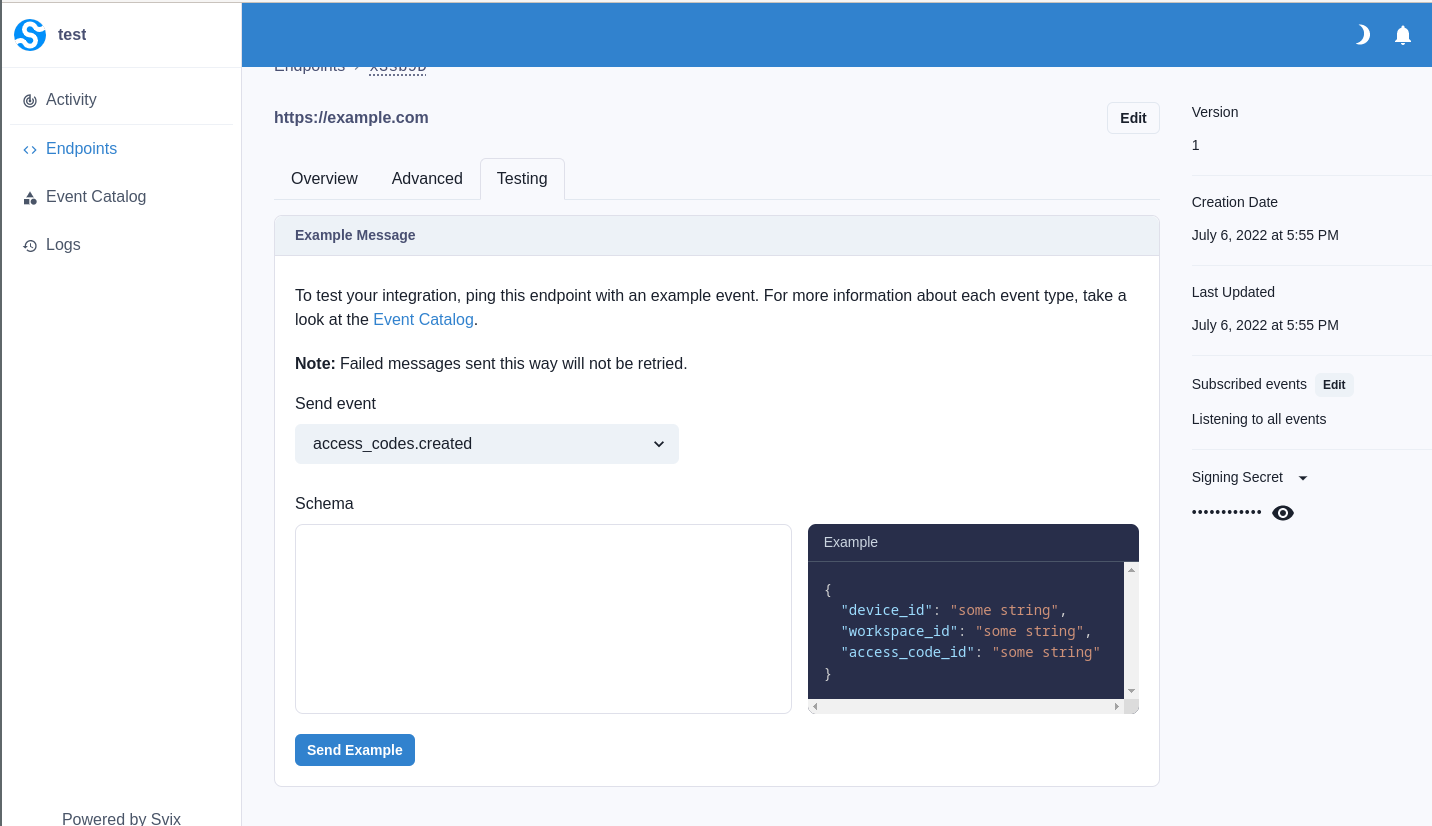 test
Activity
Endpoints
Event Catalog
Logs
Powered by Svix
Endpoints
https://example.com
Edit
Overview
Advanced
Testing
Example Message
To test your integration, ping this endpoint with an example event. For more information about each event type, take a
look at the Event Catalog.
Note: Failed messages sent this way will not be retried.
Send event
access_codes.created
Schema
Example
{
"device_id": "some string",
"workspace_id": "some string",
"access_code_id": "some string"
}
Send Example
Version
1
Creation Date
July 6, 2022 at 5:55 PM
Last Updated
July 6, 2022 at 5:55 PM
Subscribed events
Edit
Listening to all events
Signing Secret
••••••••••••